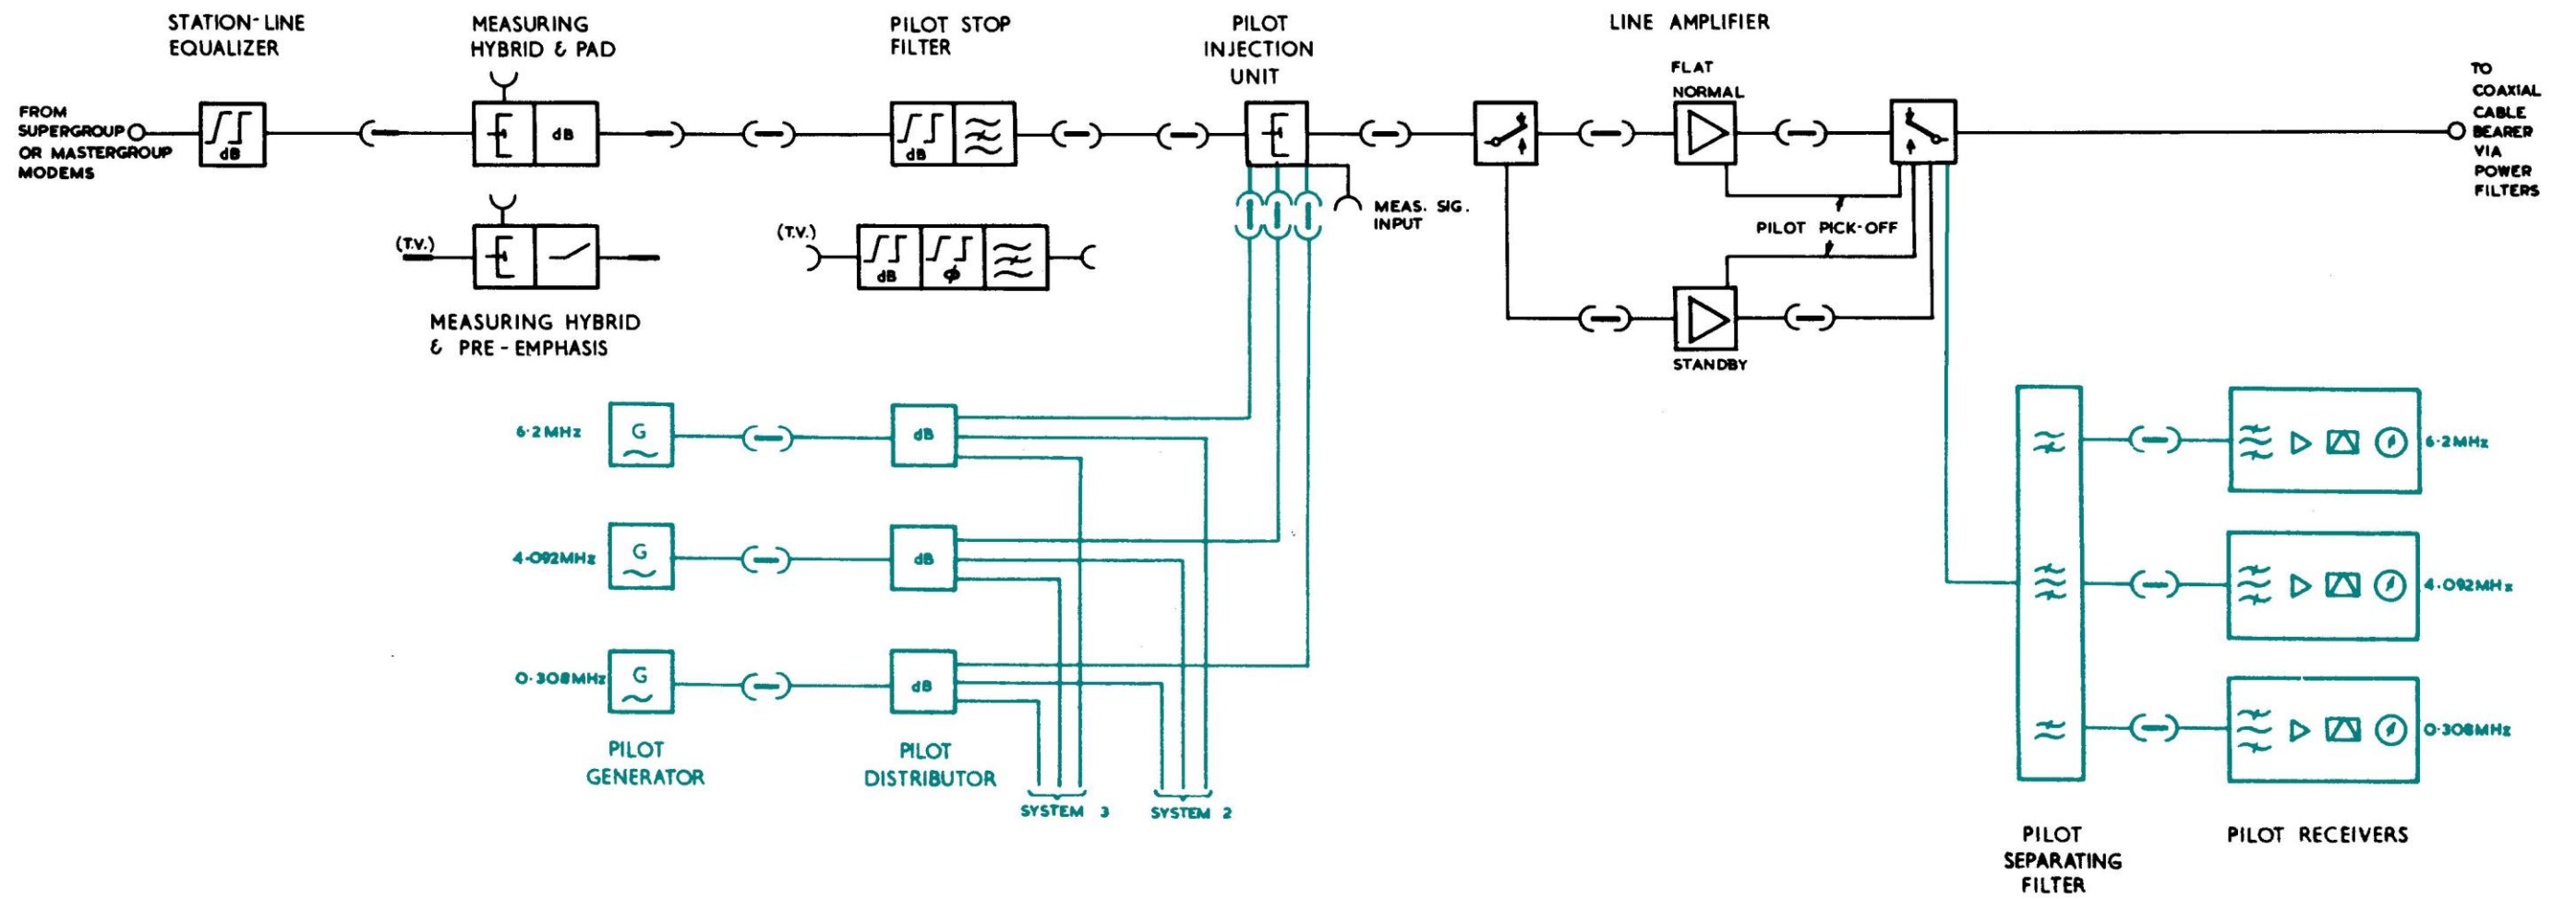 STATION-LINE
EQUALIZER
MEASURING
HYBRID & PAD
PILOT STOP
FILTER
PILOT
INJECTION
UNIT
LINE AMPLIFIER
FLAT
NORMAL
FROM
SUPERGROUP
OR MASTERGROUP
MODEMS
dB
dB
dB
TO
COAXIAL
CABLE
BEARER
VIA
POWER
FILTERS
MEAS. SIG.
INPUT
PILOT PICK-OFF
(T.V.)
(T.V.)
dB
ϕ
MEASURING HYBRID
& PRE-EMPHASIS
STANDBY
6·2MHz
G
dB
6·2MHz
4·092MHz
G
dB
4·092MHz
0·308MHz
G
dB
0·308MHz
PILOT
GENERATOR
PILOT
DISTRIBUTOR
SYSTEM 3
SYSTEM 2
PILOT
SEPARATING
FILTER
PILOT RECEIVERS